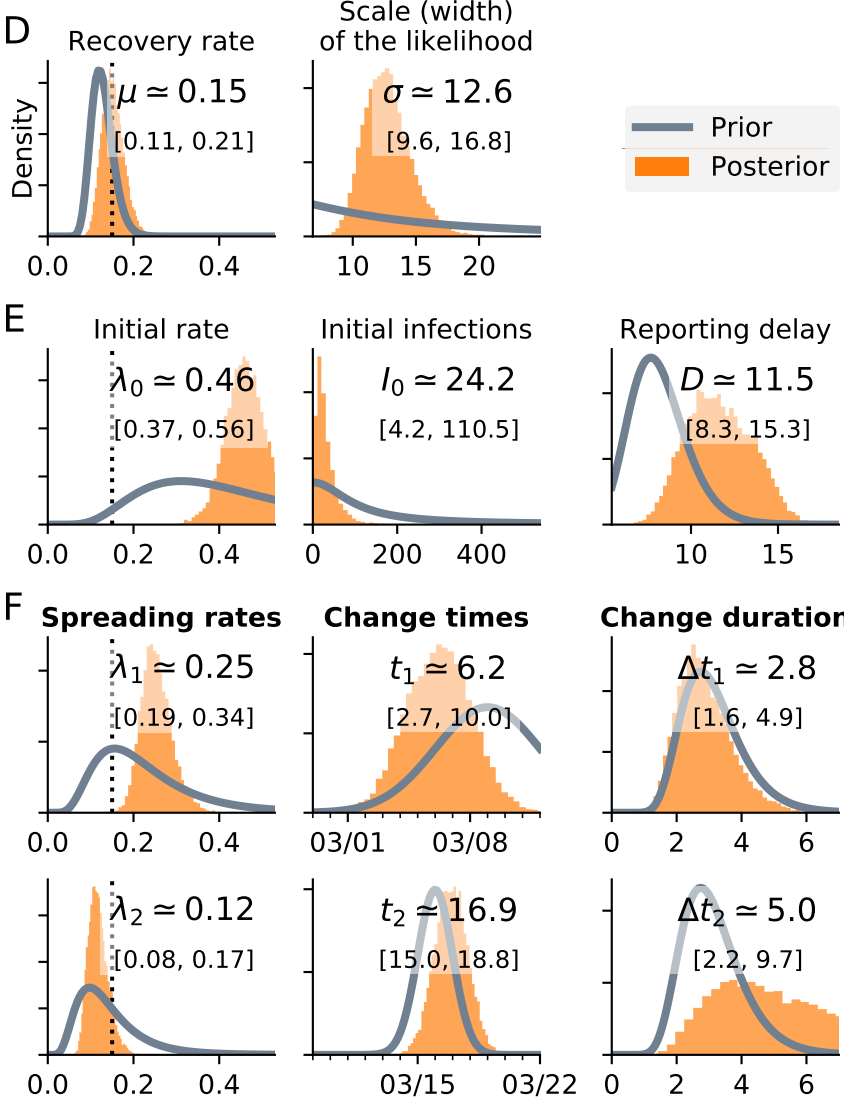 D
Recovery rate
Scale (width)
of the likelihood
Density
μ ≃ 0.15
[0.11, 0.21]
σ ≃ 12.6
[9.6, 16.8]
Prior
Posterior
0.0 0.2 0.4
10 15 20
E
Initial rate
Initial infections
Reporting delay
λ0 ≃ 0.46
[0.37, 0.56]
I0 ≃ 24.2
[4.2, 110.5]
D ≃ 11.5
[8.3, 15.3]
0.0 0.2 0.4
0 200 400
10 15
F
Spreading rates
Change times
Change duration
λ1 ≃ 0.25
[0.19, 0.34]
t1 ≃ 6.2
[2.7, 10.0]
Δt1 ≃ 2.8
[1.6, 4.9]
0.0 0.2 0.4
03/01 03/08
0 2 4 6
λ2 ≃ 0.12
[0.08, 0.17]
t2 ≃ 16.9
[15.0, 18.8]
Δt2 ≃ 5.0
[2.2, 9.7]
0.0 0.2 0.4
03/15 03/22
0 2 4 6